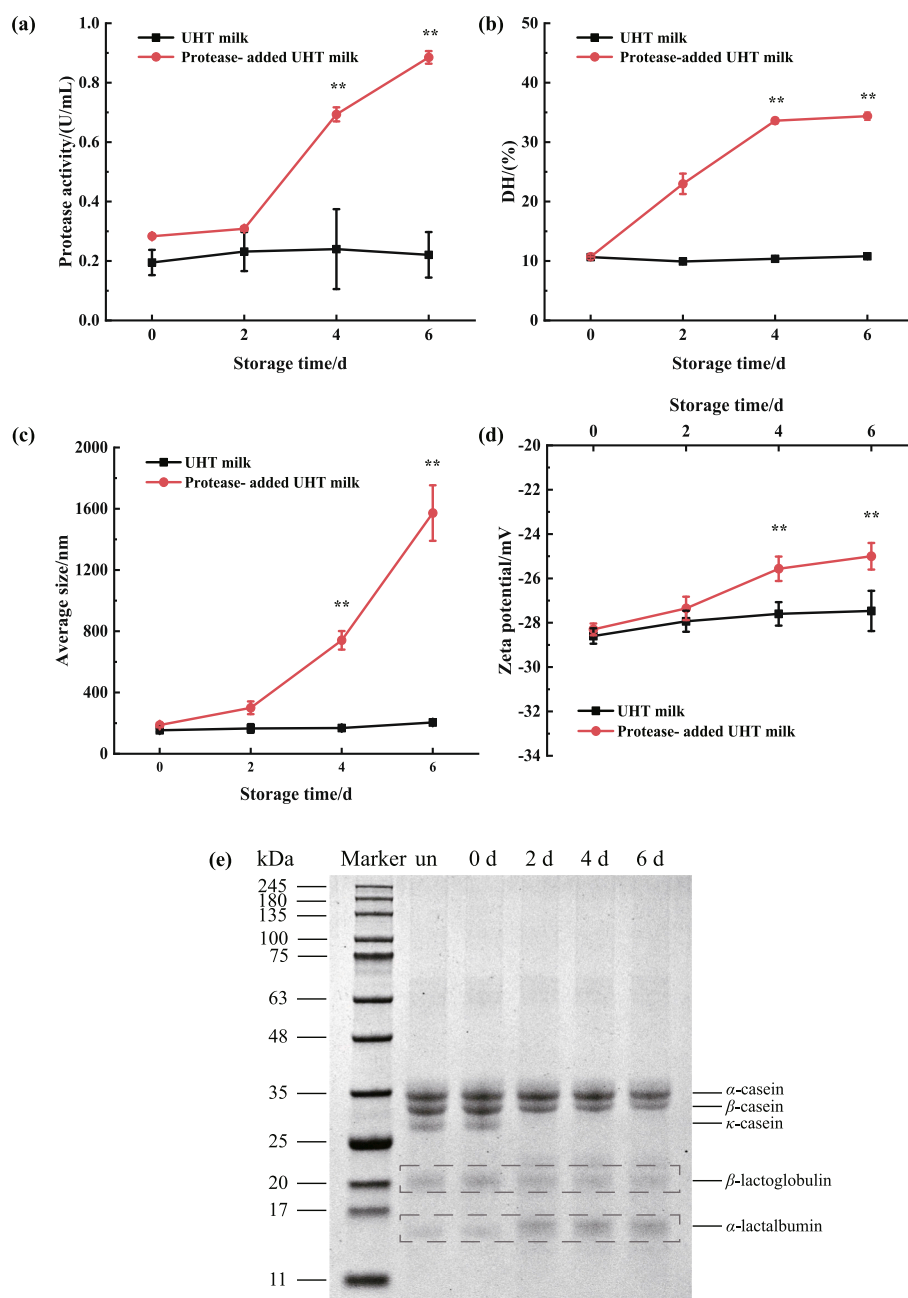 (a)
UHT milk
Protease- added UHT milk
**
**
1.0
0.8
0.6
0.4
0.2
0.0
Protease activity/(U/mL)
0 2 4 6
Storage time/d
(b)
UHT milk
Protease-added UHT milk
**
**
50
40
30
20
10
0
DH/(%)
0 2 4 6
Storage time/d
(c)
UHT milk
Protease- added UHT milk
**
**
2000
1600
1200
800
400
0
Average size/nm
0 2 4 6
Storage time/d
Storage time/d
0 2 4 6
(d)
-20
-22
-24
-26
-28
-30
-32
-34
Zeta potential/mV
**
**
UHT milk
Protease- added UHT milk
(e) kDa Marker un 0 d 2 d 4 d 6 d
245
180
135
100
75
63
48
35
25
20
17
11
α-casein
β-casein
κ-casein
β-lactoglobulin
α-lactalbumin